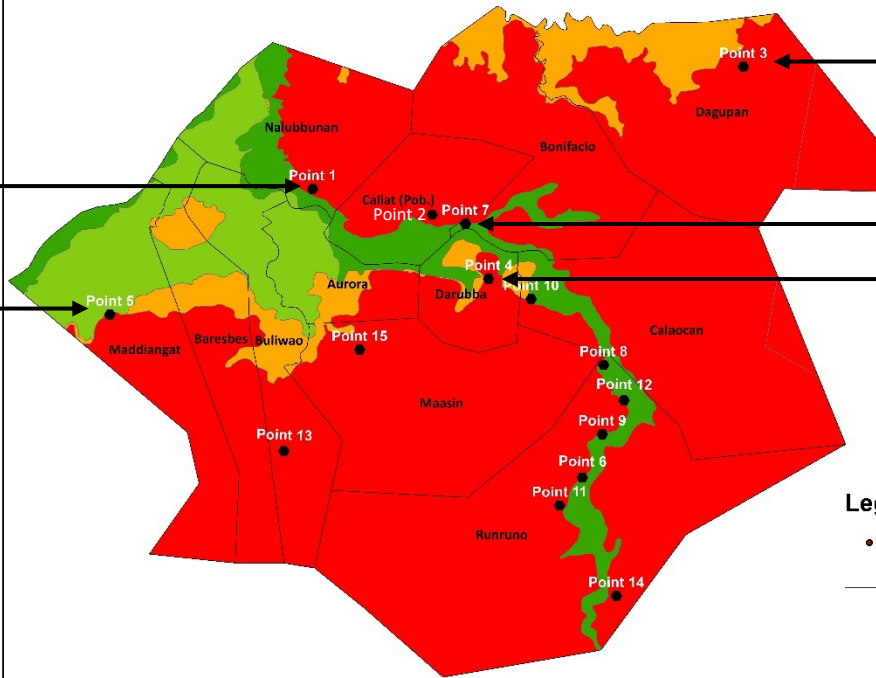 Point 3
Dagupan
Nalubbunan
Bonifacio
Point 1
Caliat (Pob.)
Point 2
Point 7
Point 4
Aurora
Darubba
Point 10
Point 5
Calaocan
Maddiangat
Baresbes
Buliwao
Point 15
Point 8
Point 12
Maasin
Point 9
Point 13
Point 6
Point 11
Runruno
Point 14